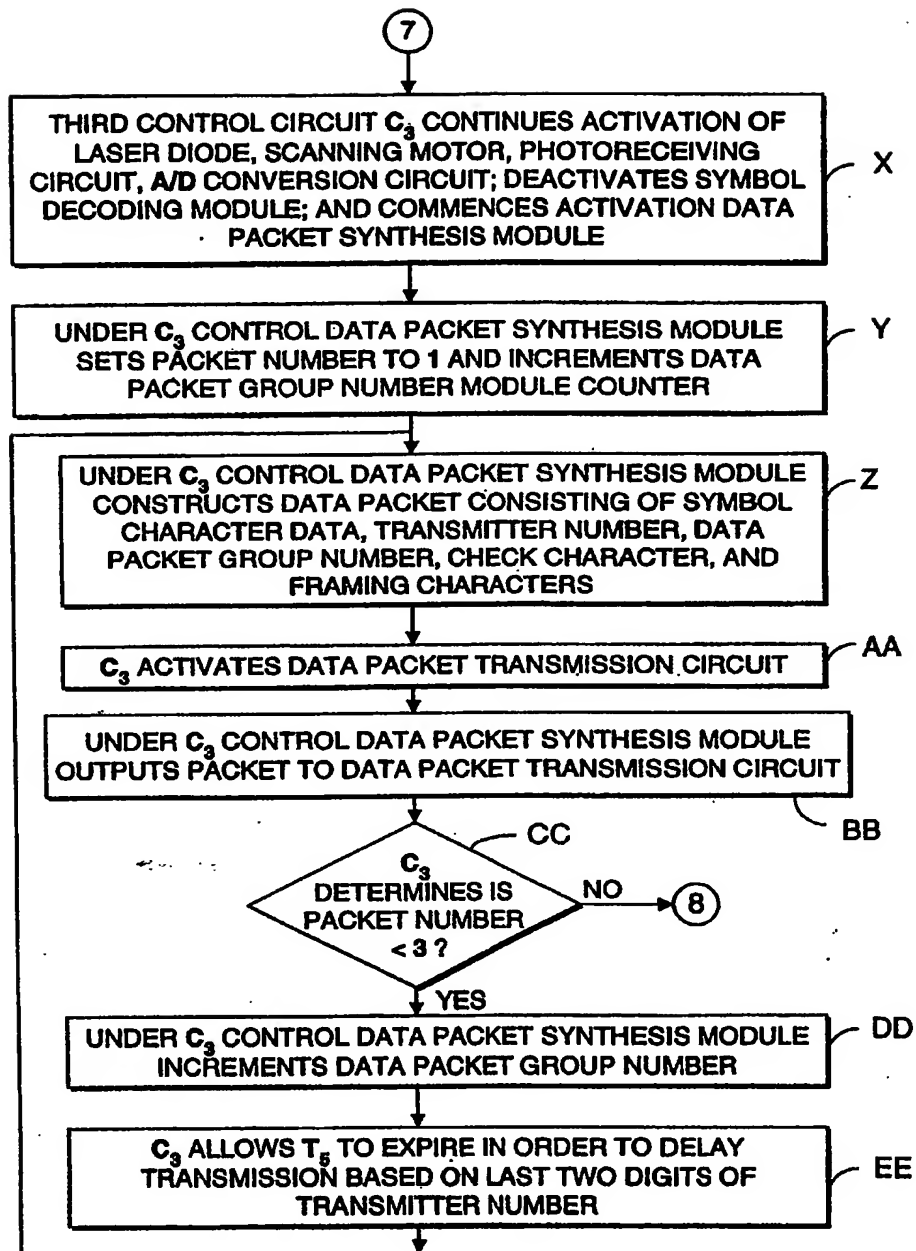 7
THIRD CONTROL CIRCUIT C3 CONTINUES ACTIVATION OF
LASER DIODE, SCANNING MOTOR, PHOTORECEIVING
CIRCUIT, A/D CONVERSION CIRCUIT; DEACTIVATES SYMBOL
DECODING MODULE; AND COMMENCES ACTIVATION DATA
PACKET SYNTHESIS MODULE
X
UNDER C3 CONTROL DATA PACKET SYNTHESIS MODULE
SETS PACKET NUMBER TO 1 AND INCREMENTS DATA
PACKET GROUP NUMBER MODULE COUNTER
Y
UNDER C3 CONTROL DATA PACKET SYNTHESIS MODULE
CONSTRUCTS DATA PACKET CONSISTING OF SYMBOL
CHARACTER DATA, TRANSMITTER NUMBER, DATA
PACKET GROUP NUMBER, CHECK CHARACTER, AND
FRAMING CHARACTERS
Z
C3 ACTIVATES DATA PACKET TRANSMISSION CIRCUIT
AA
UNDER C3 CONTROL DATA PACKET SYNTHESIS MODULE
OUTPUTS PACKET TO DATA PACKET TRANSMISSION CIRCUIT
BB
CC
C3
DETERMINES IS
PACKET NUMBER
< 3 ?
NO
8
YES
UNDER C3 CONTROL DATA PACKET SYNTHESIS MODULE
INCREMENTS DATA PACKET GROUP NUMBER
DD
C3 ALLOWS T5 TO EXPIRE IN ORDER TO DELAY
TRANSMISSION BASED ON LAST TWO DIGITS OF
TRANSMITTER NUMBER
EE